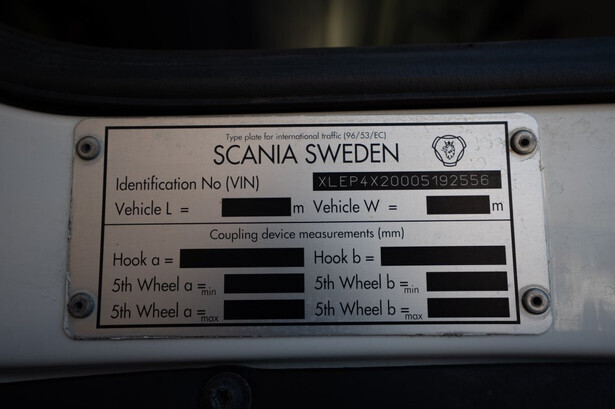 Type plate for international traffic (96/53/EC)
SCANIA SWEDEN
Identification No (VIN) XLEP4X20005192556
Vehicle L = m Vehicle W = m
Coupling device measurements (mm)
Hook a = Hook b =
5th Wheel a =min 5th Wheel b =min
5th Wheel a =max 5th Wheel b =max